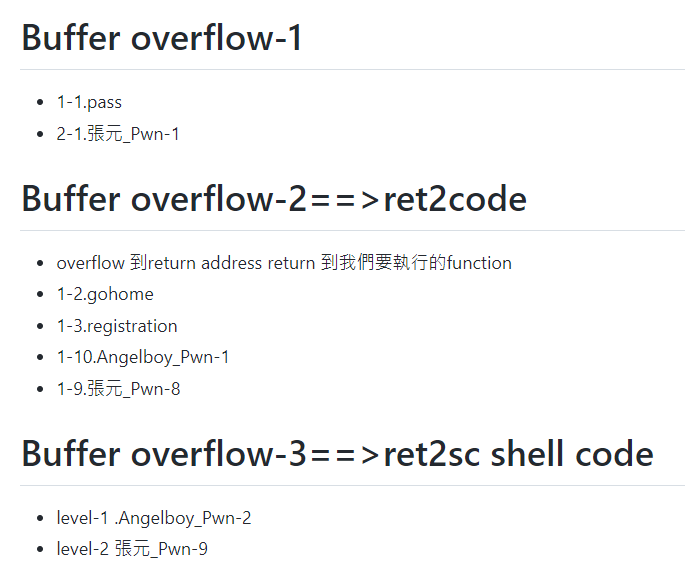 Buffer overflow-1
1-1.pass
2-1.張元_Pwn-1
Buffer overflow-2==>ret2code
overflow 到return address return 到我們要執行的function
1-2.gohome
1-3.registration
1-10.Angelboy_Pwn-1
1-9.張元_Pwn-8
Buffer overflow-3==>ret2sc shell code
level-1 .Angelboy_Pwn-2
level-2 張元_Pwn-9